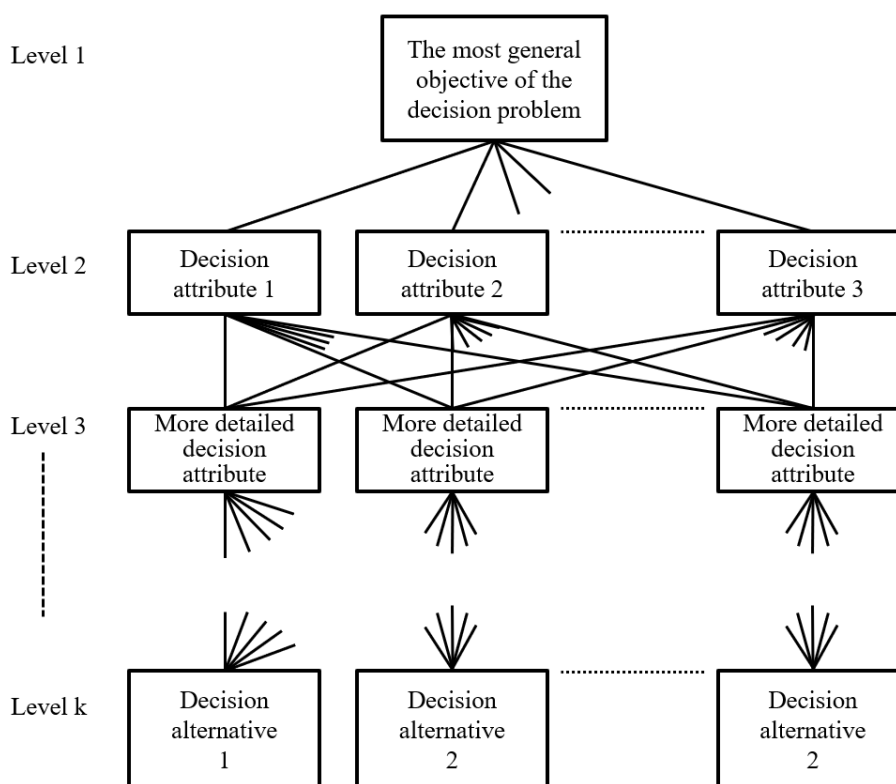 Level 1
The most general
objective of the
decision problem
Level 2
Decision
attribute 1
Decision
attribute 2
Decision
attribute 3
Level 3
More detailed
decision
attribute
More detailed
decision
attribute
More detailed
decision
attribute
Level k
Decision
alternative
1
Decision
alternative
2
Decision
alternative
2